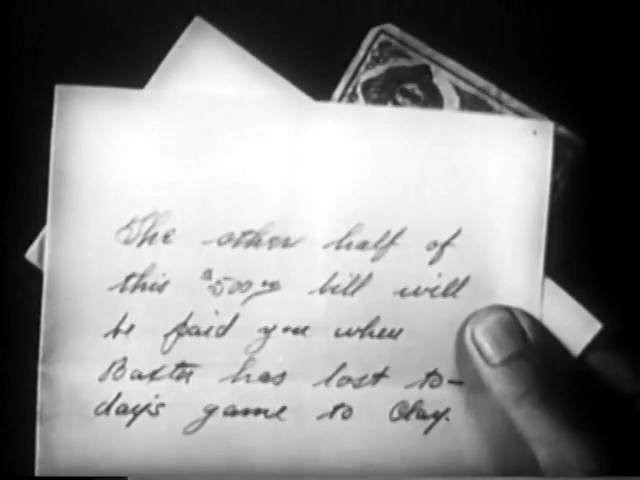 The other half of
this $500.00 bill will
be paid you when
Baxter has lost to-
day's game to Clay.